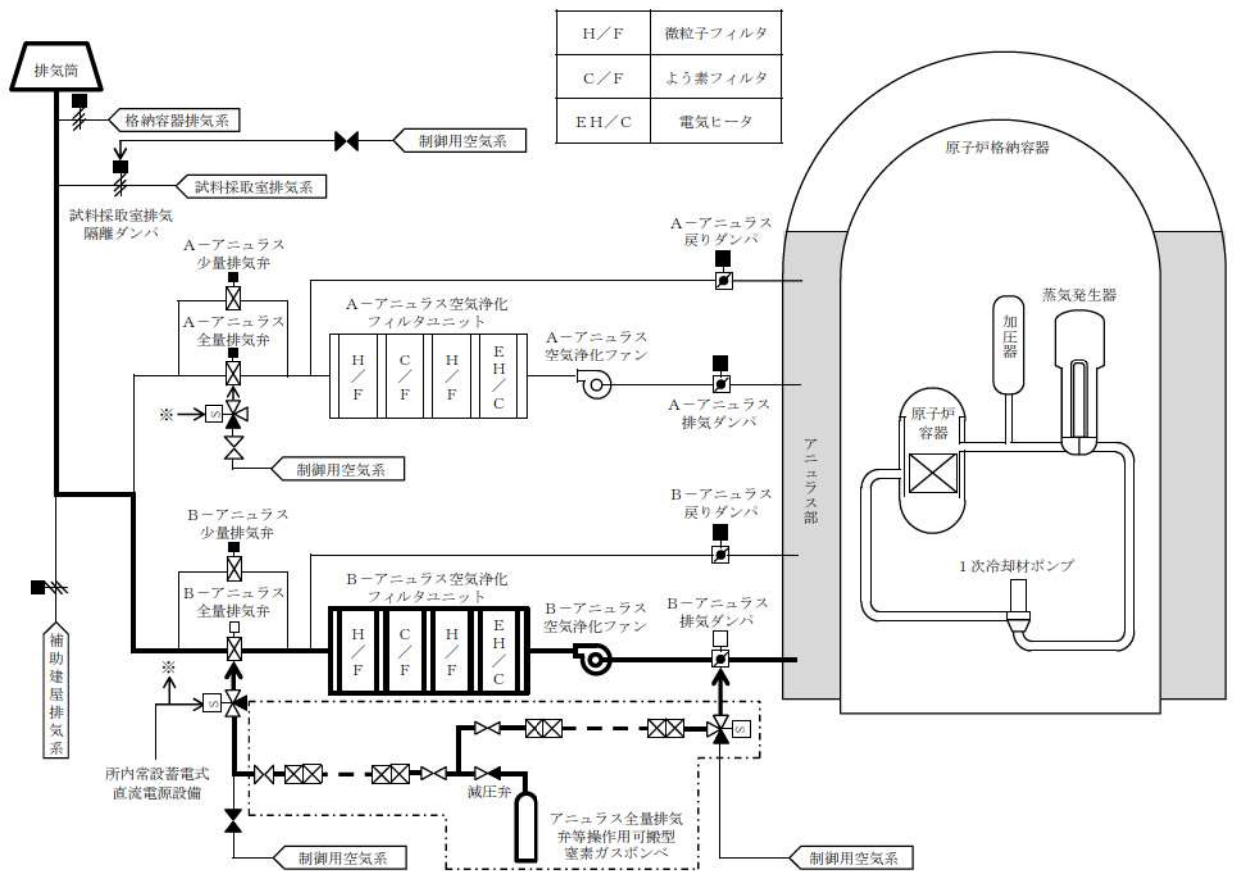 H/F 微粒子フィルタ
C/F よう素フィルタ
EH/C 電気ヒータ
排気筒
格納容器排気系
制御用空気系
試料採取室排気系
試料採取室排気
隔離ダンパ
原子炉格納容器
A-アニュラス
戻りダンパ
A-アニュラス
少量排気弁
A-アニュラス
全量排気弁
A-アニュラス空気浄化
フィルタユニット
H/F
C/F
H/F
EH/C
A-アニュラス
空気浄化ファン
A-アニュラス
排気ダンパ
※
S
制御用空気系
加圧器
蒸気発生器
原子炉
容器
アニュラス部
1次冷却材ポンプ
B-アニュラス
戻りダンパ
B-アニュラス
少量排気弁
B-アニュラス
全量排気弁
B-アニュラス空気浄化
フィルタユニット
H/F
C/F
H/F
EH/C
B-アニュラス
空気浄化ファン
B-アニュラス
排気ダンパ
補助建屋排気系
※
S
S
所内常設蓄電式
直流電源設備
減圧弁
アニュラス全量排気
弁等操作用可搬型
窒素ガスボンベ
制御用空気系
制御用空気系